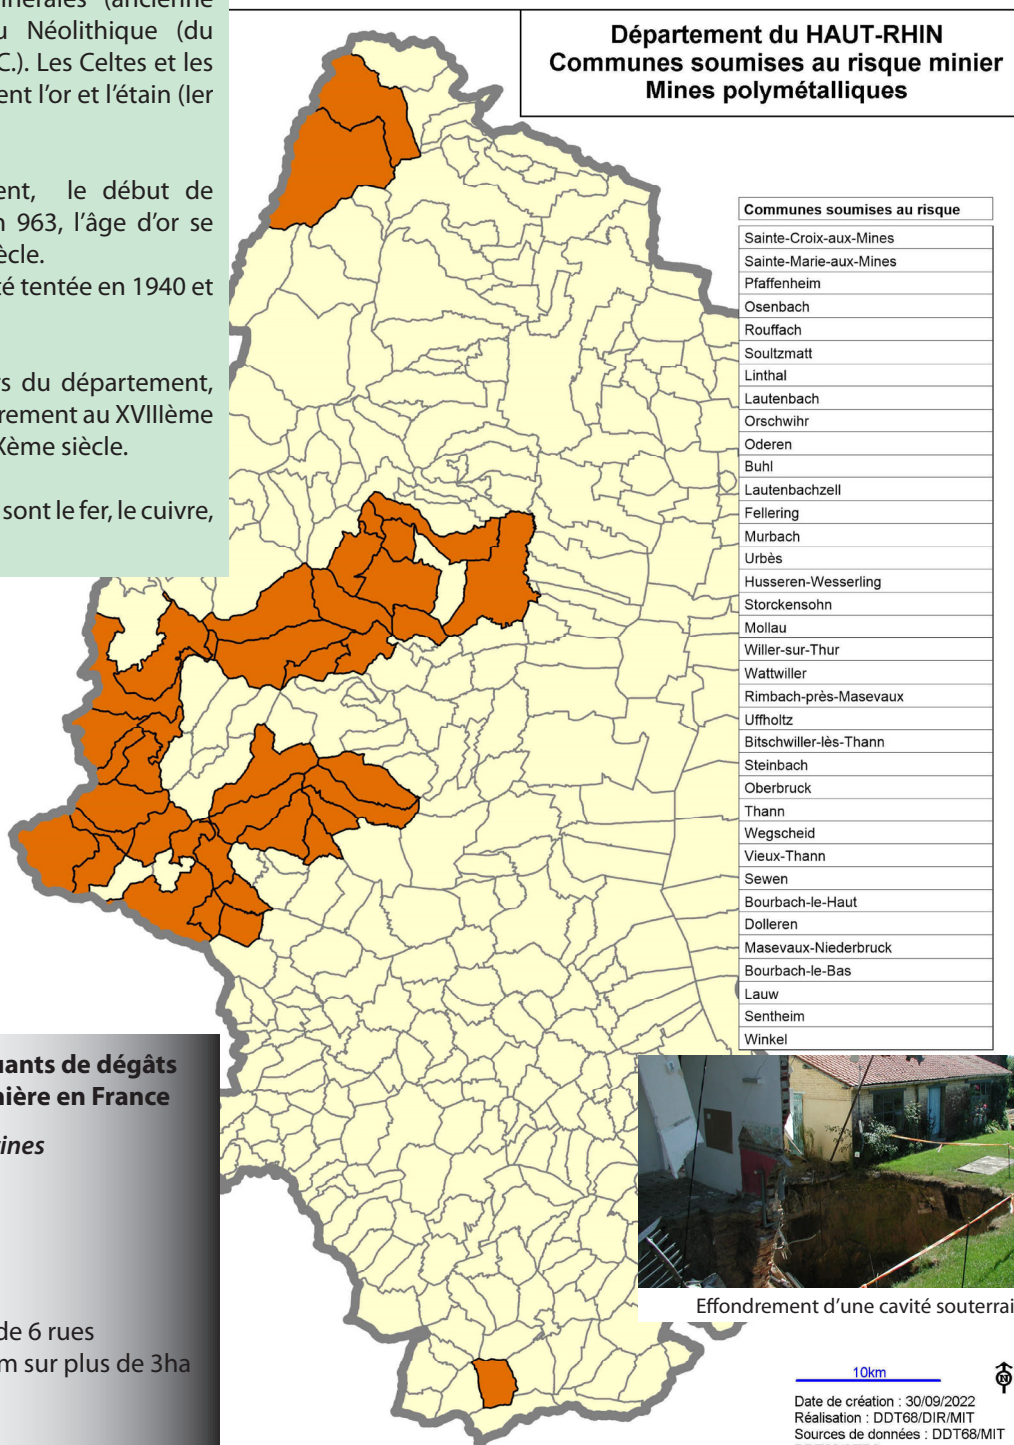 inérales (ancienne
u Néolithique (du
C.). Les Celtes et les
ent l'or et l'étain (Ier
ent, le début de
n 963, l'âge d'or se
ècle.
té tentée en 1940 et
s du département,
rement au XVIIIème
Xème siècle.
sont le fer, le cuivre,
Département du HAUT-RHIN
Communes soumises au risque minier
Mines polymétalliques
Communes soumises au risque
Sainte-Croix-aux-Mines
Sainte-Marie-aux-Mines
Pfaffenheim
Osenbach
Rouffach
Soultzmatt
Linthal
Lautenbach
Orschwihr
Oderen
Buhl
Lautenbachzell
Fellering
Murbach
Urbès
Husseren-Wesserling
Storckensohn
Mollau
Willer-sur-Thur
Wattwiller
Rimbach-près-Masevaux
Uffholtz
Bitschwiller-lès-Thann
Steinbach
Oberbruck
Thann
Wegscheid
Vieux-Thann
Sewen
Bourbach-le-Haut
Dolleren
Masevaux-Niederbruck
Bourbach-le-Bas
Lauw
Sentheim
Winkel
uants de dégâts
nière en France
ines
de 6 rues
m sur plus de 3ha
Effondrement d'une cavité souterrai
10km
N
Date de création : 30/09/2022
Réalisation : DDT68/DIR/MIT
Sources de données : DDT68/MIT